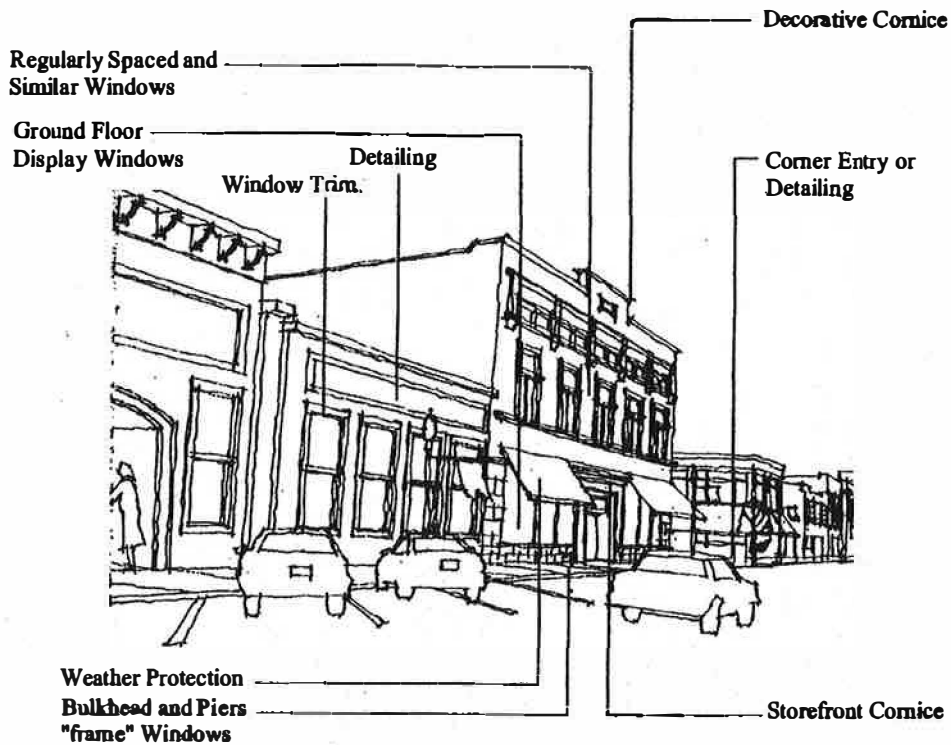 Decorative Cornice
Regularly Spaced and
Similar Windows
Ground Floor
Display Windows
Detailing
Window Trim.
Corner Entry or
Detailing
Weather Protection
Bulkhead and Piers
"frame" Windows
Storefront Cornice